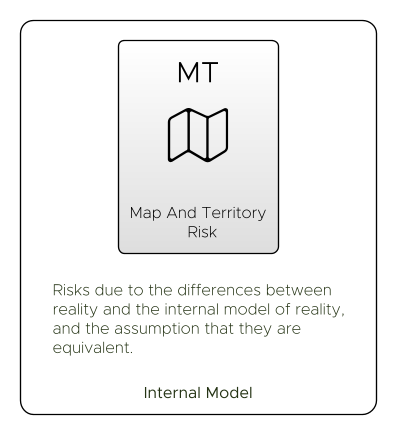 MT
Map And Territory
Risk
Risks due to the differences between
reality and the internal model of reality,
and the assumption that they are
equivalent.
Internal Model